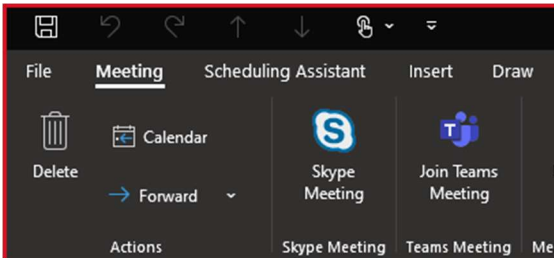 File Meeting Scheduling Assistant Insert Draw
Delete
Calendar
Forward
Skype
Meeting
Join Teams
Meeting
Actions Skype Meeting Teams Meeting Me